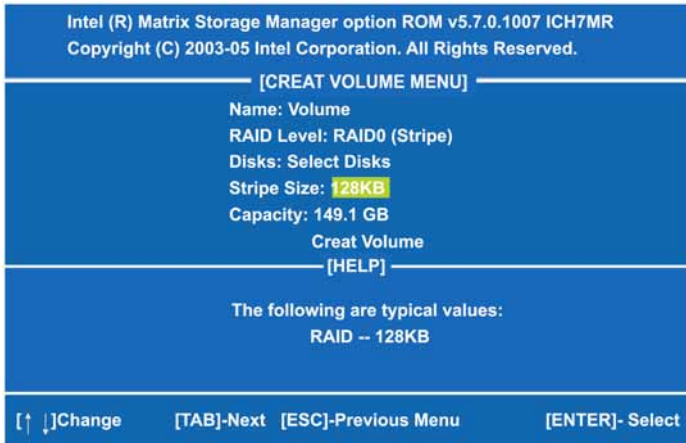 Intel (R) Matrix Storage Manager option ROM v5.7.0.1007 ICH7MR
Copyright (C) 2003-05 Intel Corporation. All Rights Reserved.
[CREAT VOLUME MENU]
Name: Volume
RAID Level: RAID0 (Stripe)
Disks: Select Disks
Stripe Size: 128KB
Capacity: 149.1 GB
Creat Volume
[HELP]
The following are typical values:
RAID -- 128KB
[↑ ↓]Change [TAB]-Next [ESC]-Previous Menu [ENTER]- Select